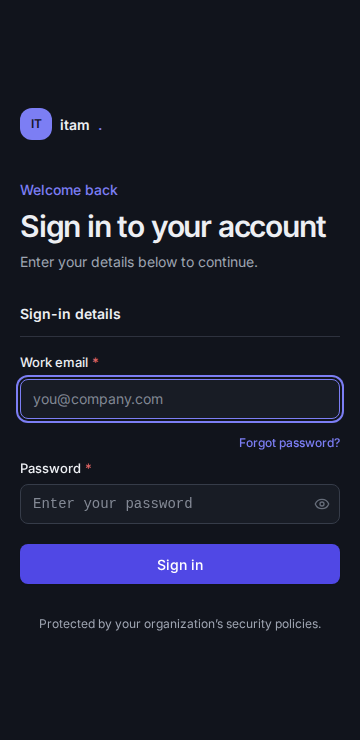 IT itam .
Welcome back
Sign in to your account
Enter your details below to continue.
Sign-in details
Work email *
you@company.com
Forgot password?
Password *
Enter your password
Sign in
Protected by your organization's security policies.